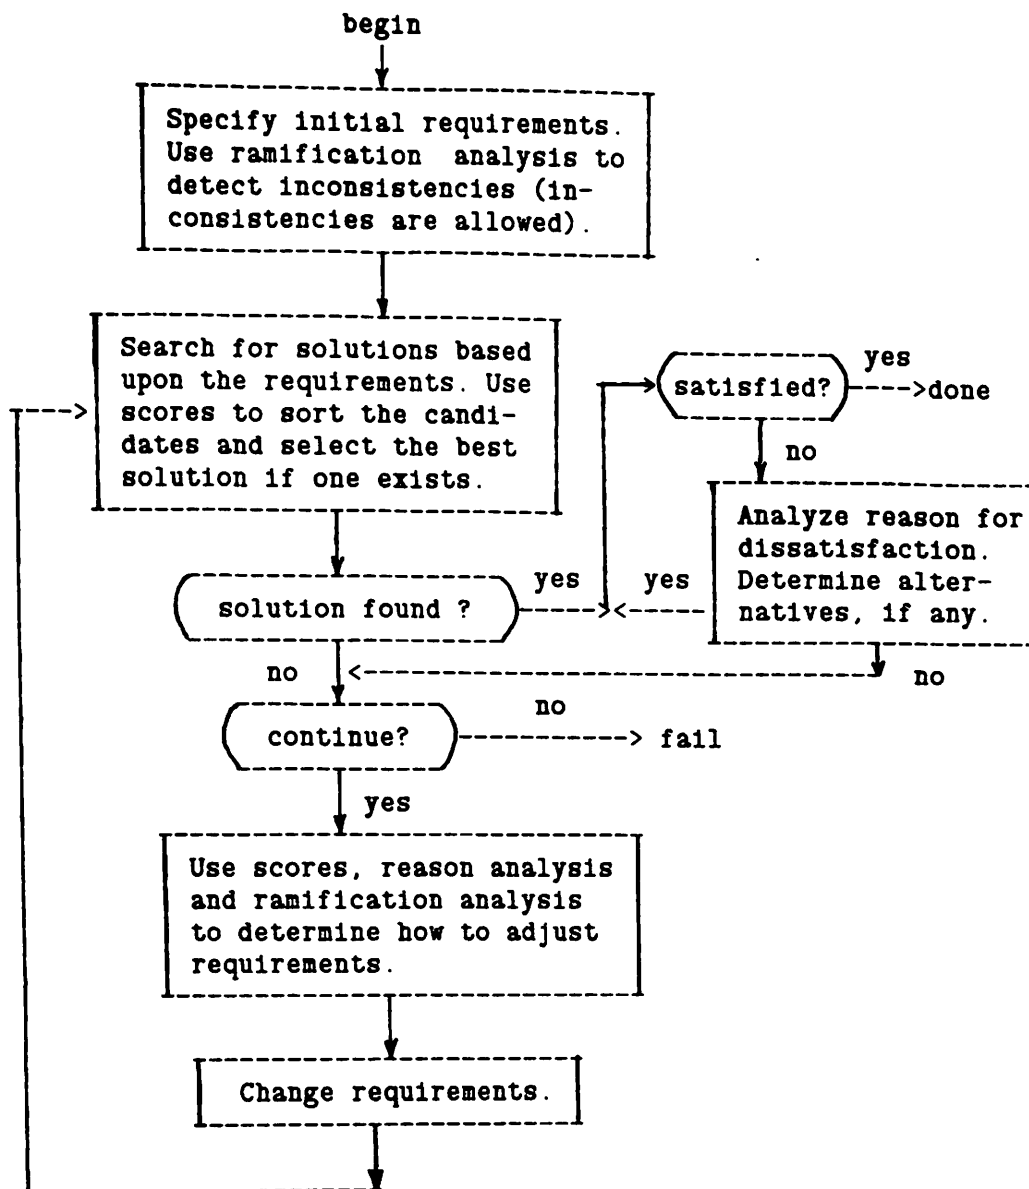 begin
Specify initial requirements.
Use ramification analysis to
detect inconsistencies (in-
consistencies are allowed).
Search for solutions based
upon the requirements. Use
scores to sort the candi-
dates and select the best
solution if one exists.
satisfied?
yes
done
no
Analyze reason for
dissatisfaction.
Determine alter-
natives, if any.
solution found ?
yes
yes
no
no
continue?
no
fail
yes
Use scores, reason analysis
and ramification analysis
to determine how to adjust
requirements.
Change requirements.